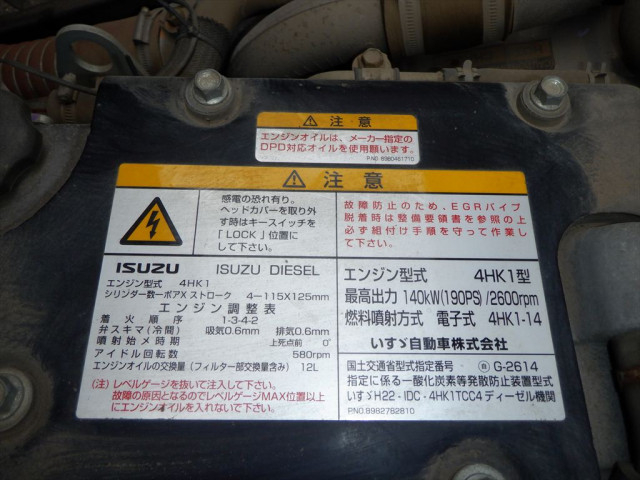 注意
エンジンオイルは、メーカー指定の
DPD対応オイルを使用願います。
P.NO. 8980461710
注意
感電の恐れ有り。
ヘッドカバーを取り外
す時はキースイッチを
「LOCK」位置に
して下さい。
故障防止のため、EGRパイプ
脱着時は整備要領書を参照の上
必ず組付け手順を守って作業し
て下さい。
ISUZU ISUZU DIESEL
エンジン型式 4HK1
シリンダ数ーボアXストローク 4-115X125mm
エンジン調整表
着火順序 1-3-4-2
弁スキマ(冷間) 吸気0.6mm 排気0.6mm
噴射始メ時期 上死点前 0°
アイドル回転数 580rpm
エンジンオイルの交換量(フィルター部交換量含み) 12L
(注)レベルゲージを抜いて注入して下さい。
故障の原因となるのでレベルゲージMAX位置以上
にエンジンオイルを入れないで下さい。
エンジン型式 4HK1型
最高出力 140kW(190PS)/2600rpm
燃料噴射方式 電子式 4HK1-14
いすゞ自動車株式会社
国土交通省型式指定番号 G-2614
指定に係る一酸化炭素等発散防止装置型式
いすゞH22-IDC-4HK1TCC4ディーゼル機関
P.NO.8982782810